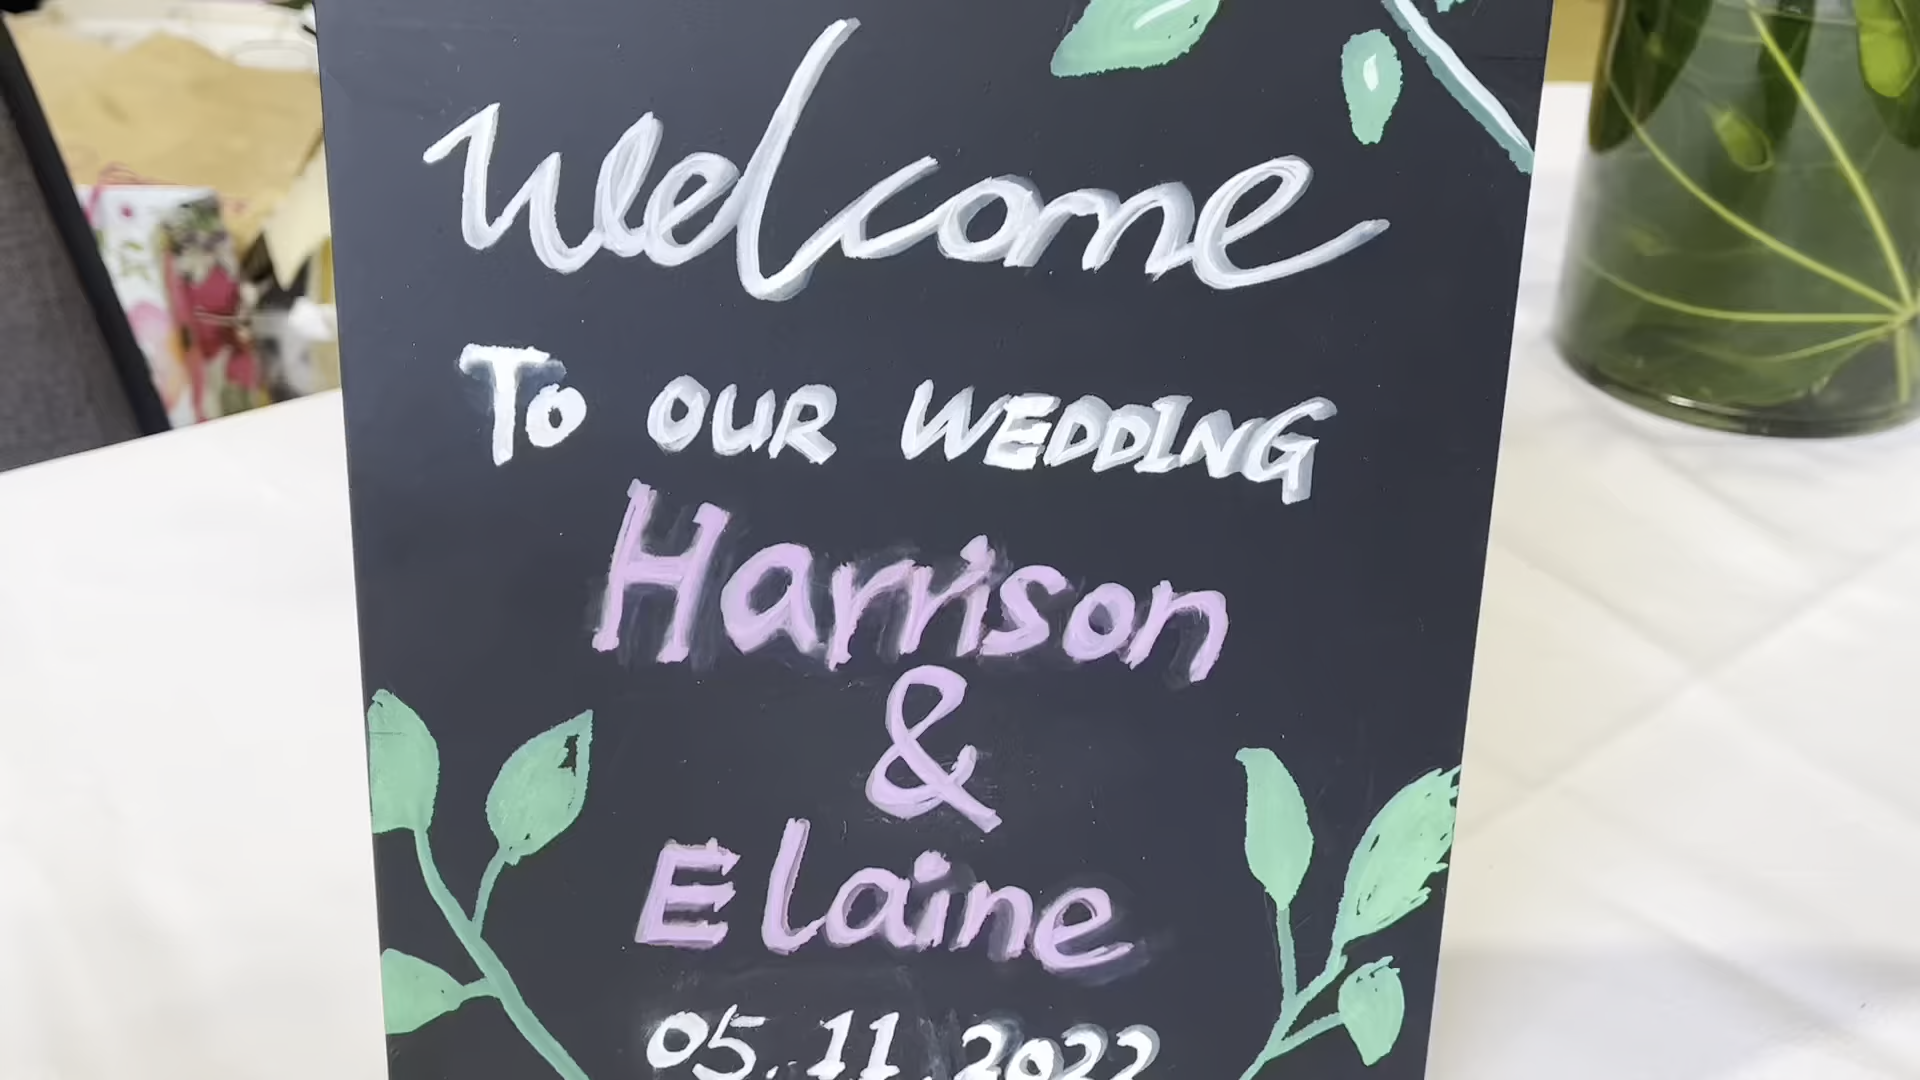 Welcome
To OUR WEDDING
Harrison
&
Elaine
05.11.2022